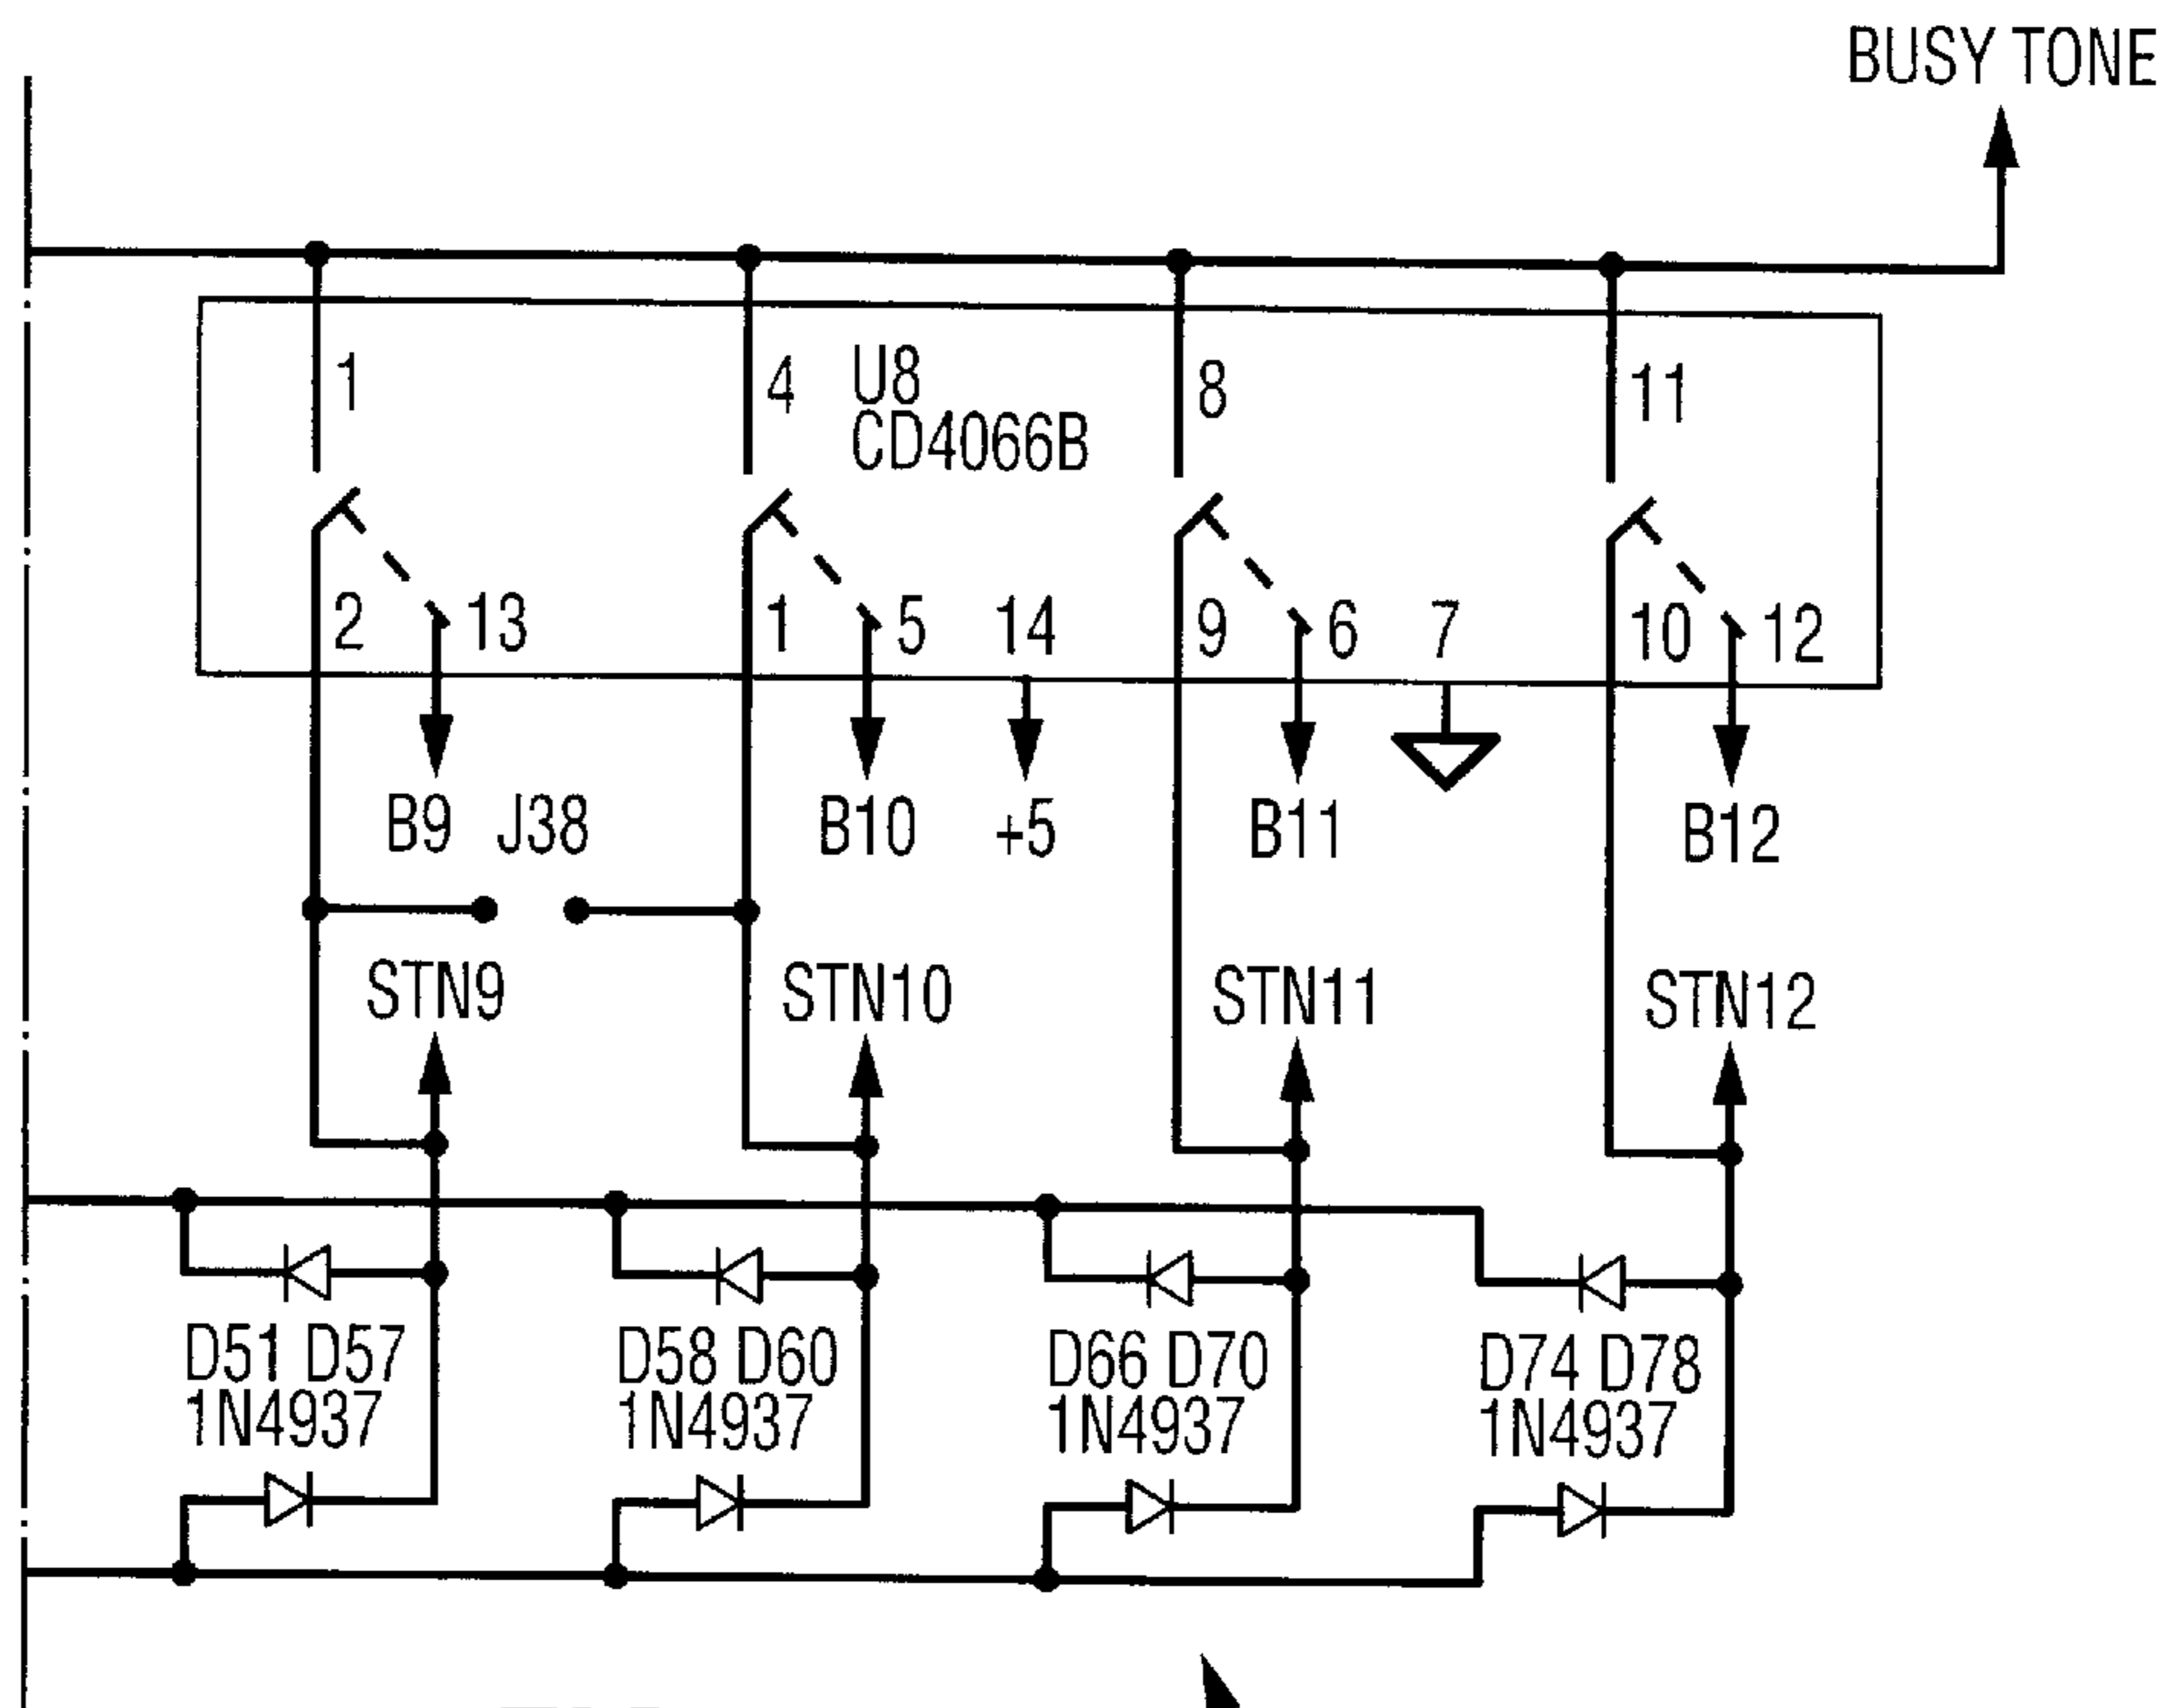 BUSY TONE
1
4
U8
8
11
CD4066B
2
13
1
5
14
9
6
7
10
12
B9
J38
B10
+5
B11
B12
STN9
STN10
STN11
STN12
D51 D57
1N4937
D58 D60
1N4937
D66 D70
1N4937
D74 D78
1N4937